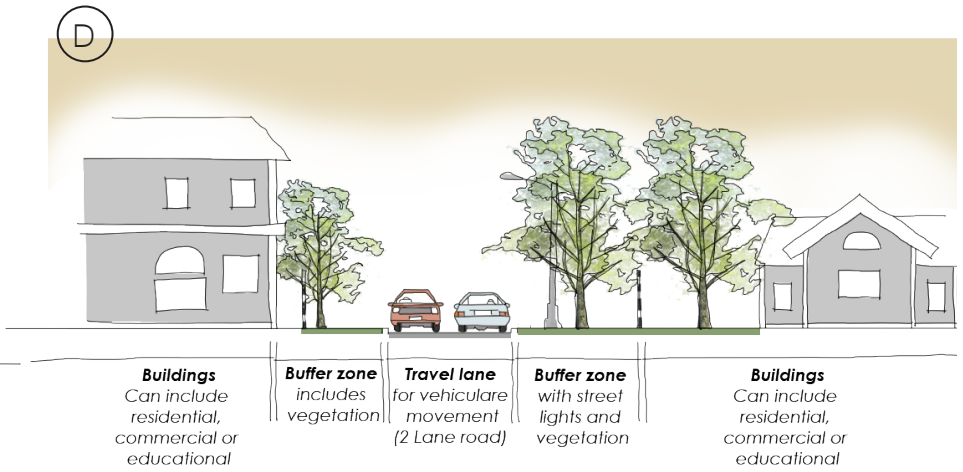 D
Buildings
Can include
residential,
commercial or
educational
Buffer zone
includes
vegetation
Travel lane
for vehiculare
movement
(2 Lane road)
Buffer zone
with street
lights and
vegetation
Buildings
Can include
residential,
commercial or
educational